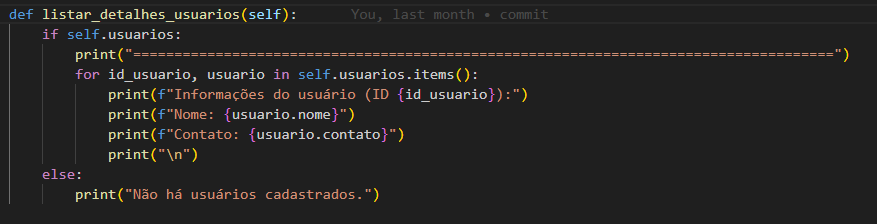 def listar_detalhes_usuarios(self):    You, last month • commit
    if self.usuarios:
        print("=====================================================================================")
        for id_usuario, usuario in self.usuarios.items():
            print(f"Informações do usuário (ID {id_usuario}):")
            print(f"Nome: {usuario.nome}")
            print(f"Contato: {usuario.contato}")
            print("\n")
    else:
        print("Não há usuários cadastrados.")